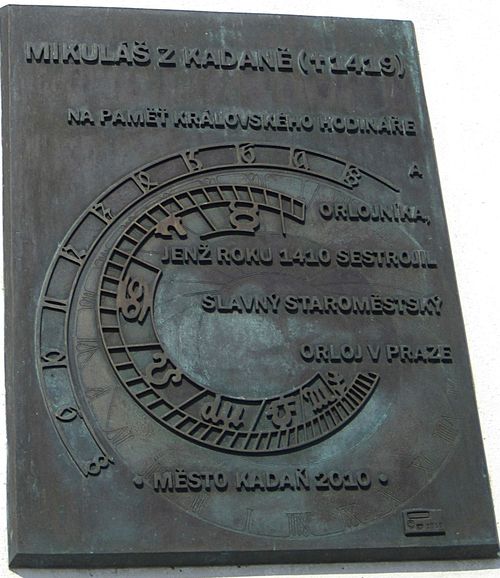 MIKULÁŠ Z KADANĚ (✝1419)
NA PAMĚŤ KRÁLOVSKÉHO HODINÁŘE
A
ORLOJNÍKA,
JENŽ ROKU 1410 SESTROJIL
SLAVNÝ STAROMĚSTSKÝ
ORLOJ V PRAZE
• MĚSTO KADAŇ 2010 •